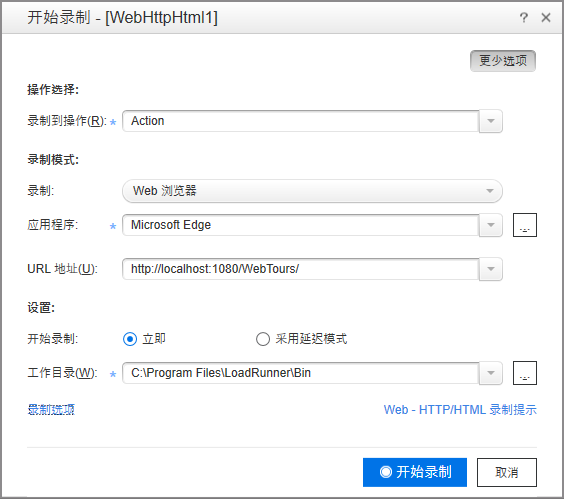 开始录制 - [WebHttpHtml1] ? ×
更少选项
操作选择:
录制到操作(R): * Action
录制模式:
录制: Web 浏览器
应用程序: * Microsoft Edge ...
URL 地址(U): http://localhost:1080/WebTours/
设置:
开始录制: 立即 采用延迟模式
工作目录(W): * C:\Program Files\LoadRunner\Bin ...
录制选项 Web - HTTP/HTML 录制提示
开始录制 取消